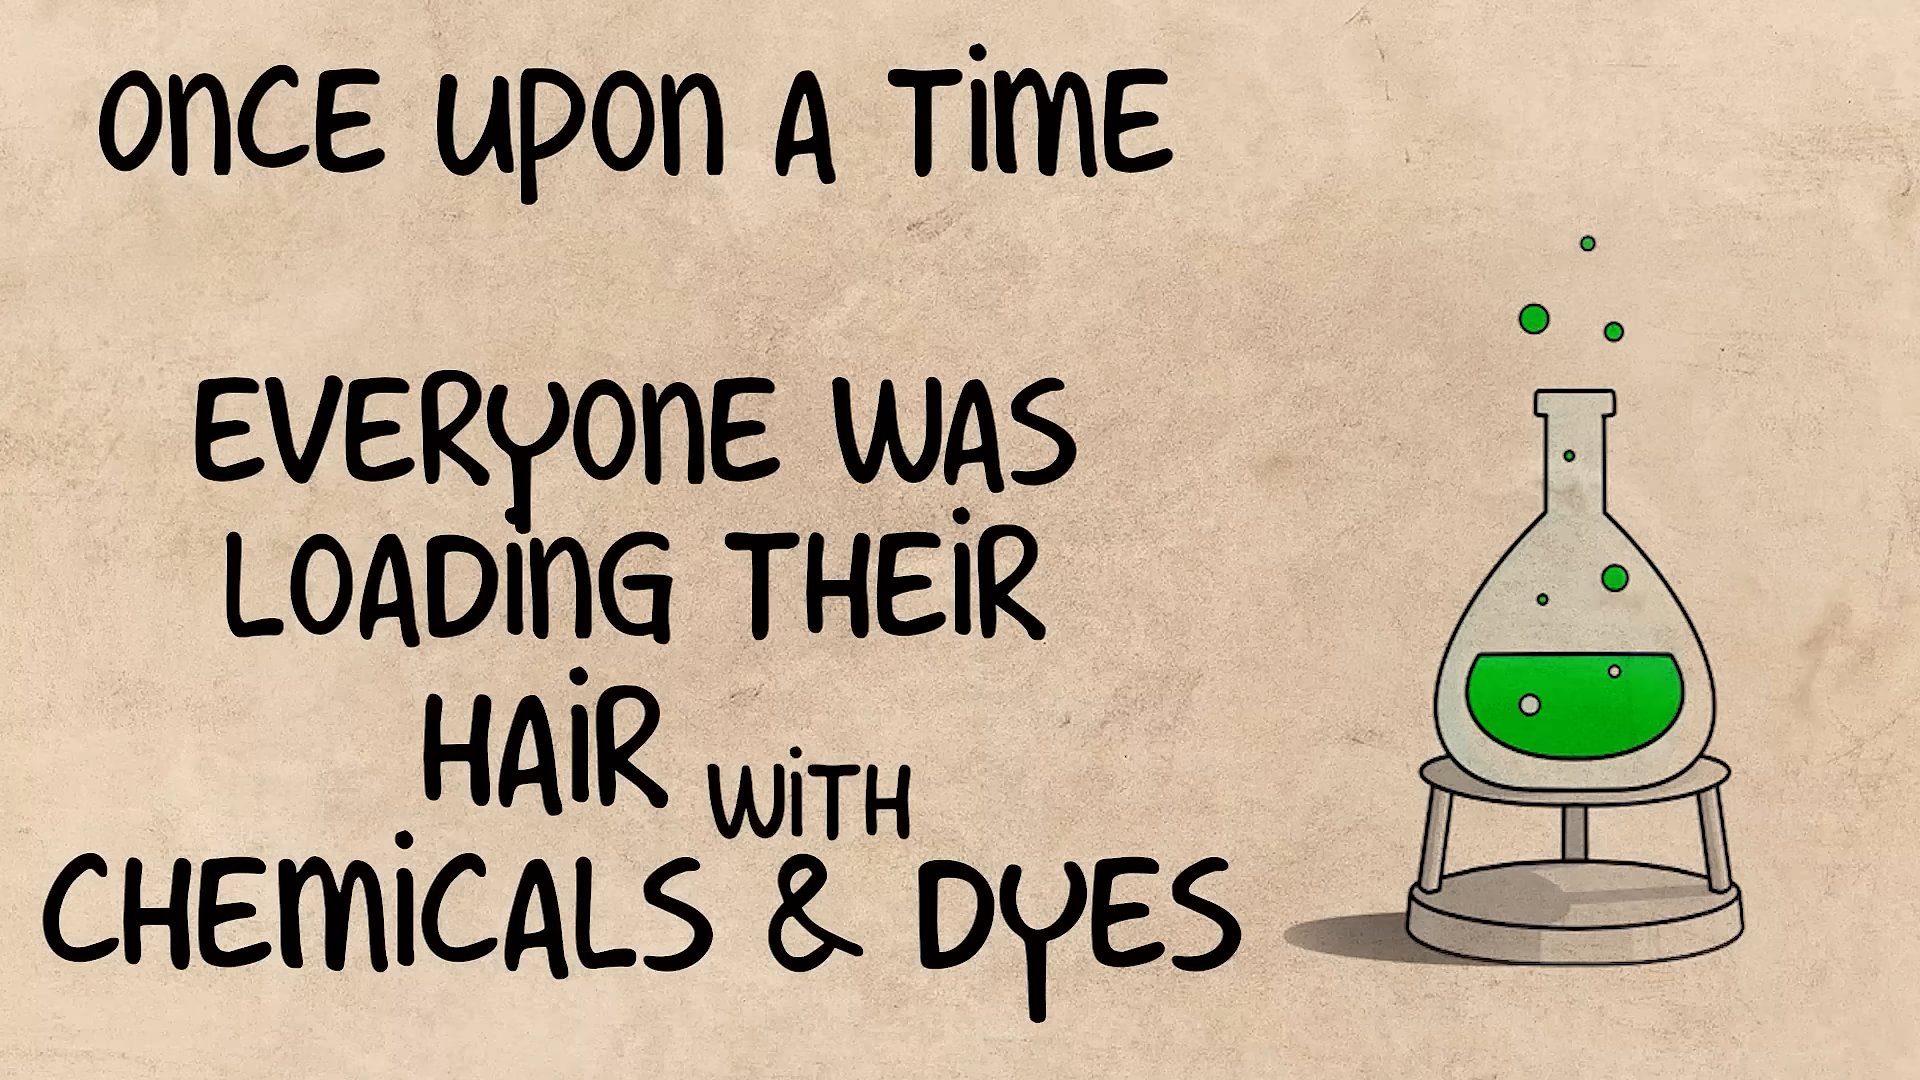 ONCE UPON A TIME
EVERYONE WAS
LOADING THEIR
HAIR WITH
CHEMICALS & DYES